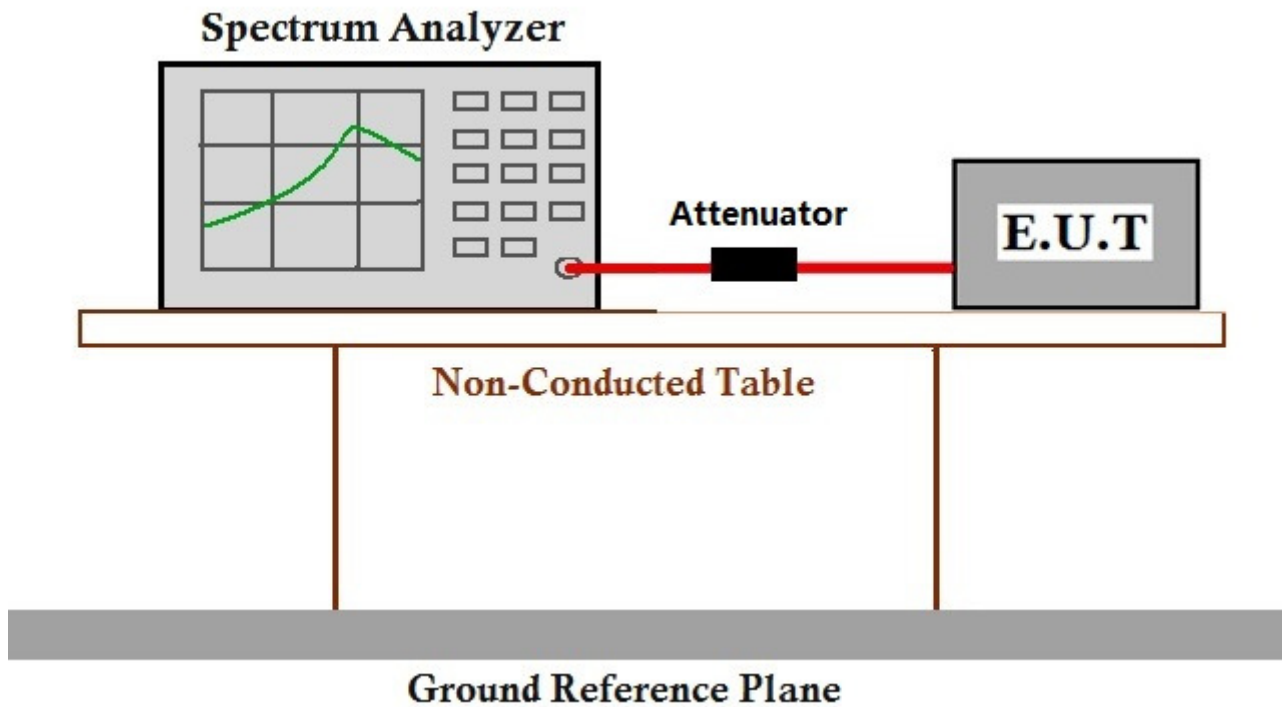 Spectrum Analyzer
Attenuator
E.U.T
Non-Conducted Table
Ground Reference Plane